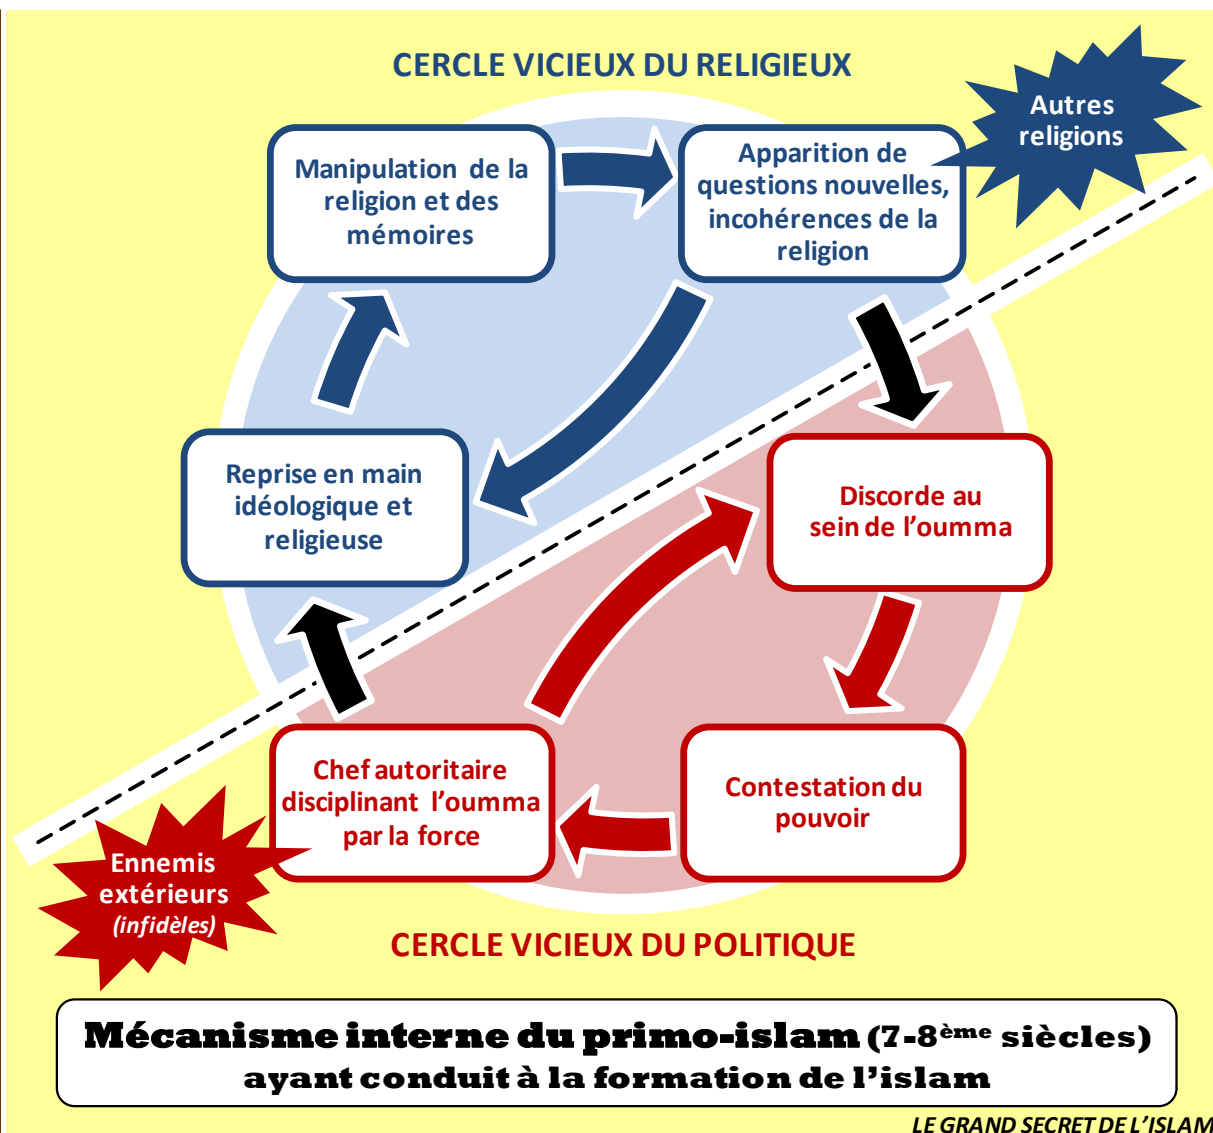 CERCLE VICIEUX DU RELIGIEUX
Autres
religions
Manipulation de la
religion et des
mémoires
Apparition de
questions nouvelles,
incohérences de la
religion
Reprise en main
idéologique et
religieuse
Discorde au
sein de l’oumma
Chef autoritaire
disciplinant l’oumma
par la force
Contestation du
pouvoir
Ennemis
extérieurs
(infidèles)
CERCLE VICIEUX DU POLITIQUE
Mécanisme interne du primo-islam (7-8ème siècles)
ayant conduit à la formation de l’islam
LE GRAND SECRET DE L’ISLAM